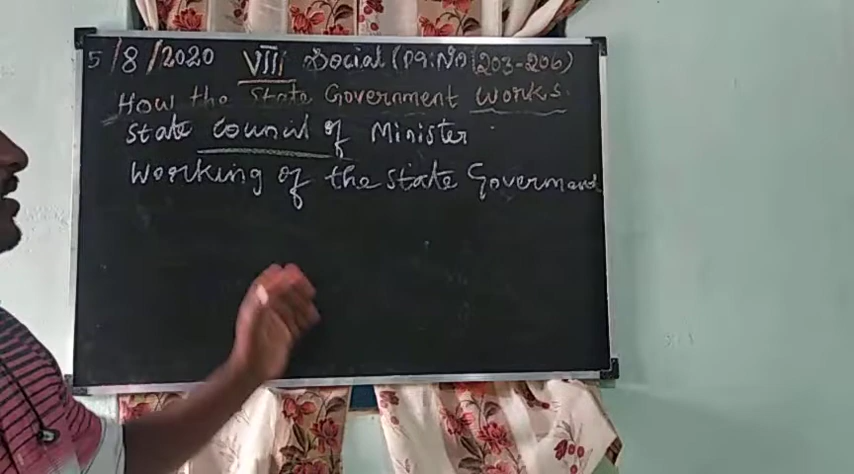 5/8/2020 VIII Social (Pg:No (203-206)
How the State Government Works.
State Council of Minister
Working of the State Goverment